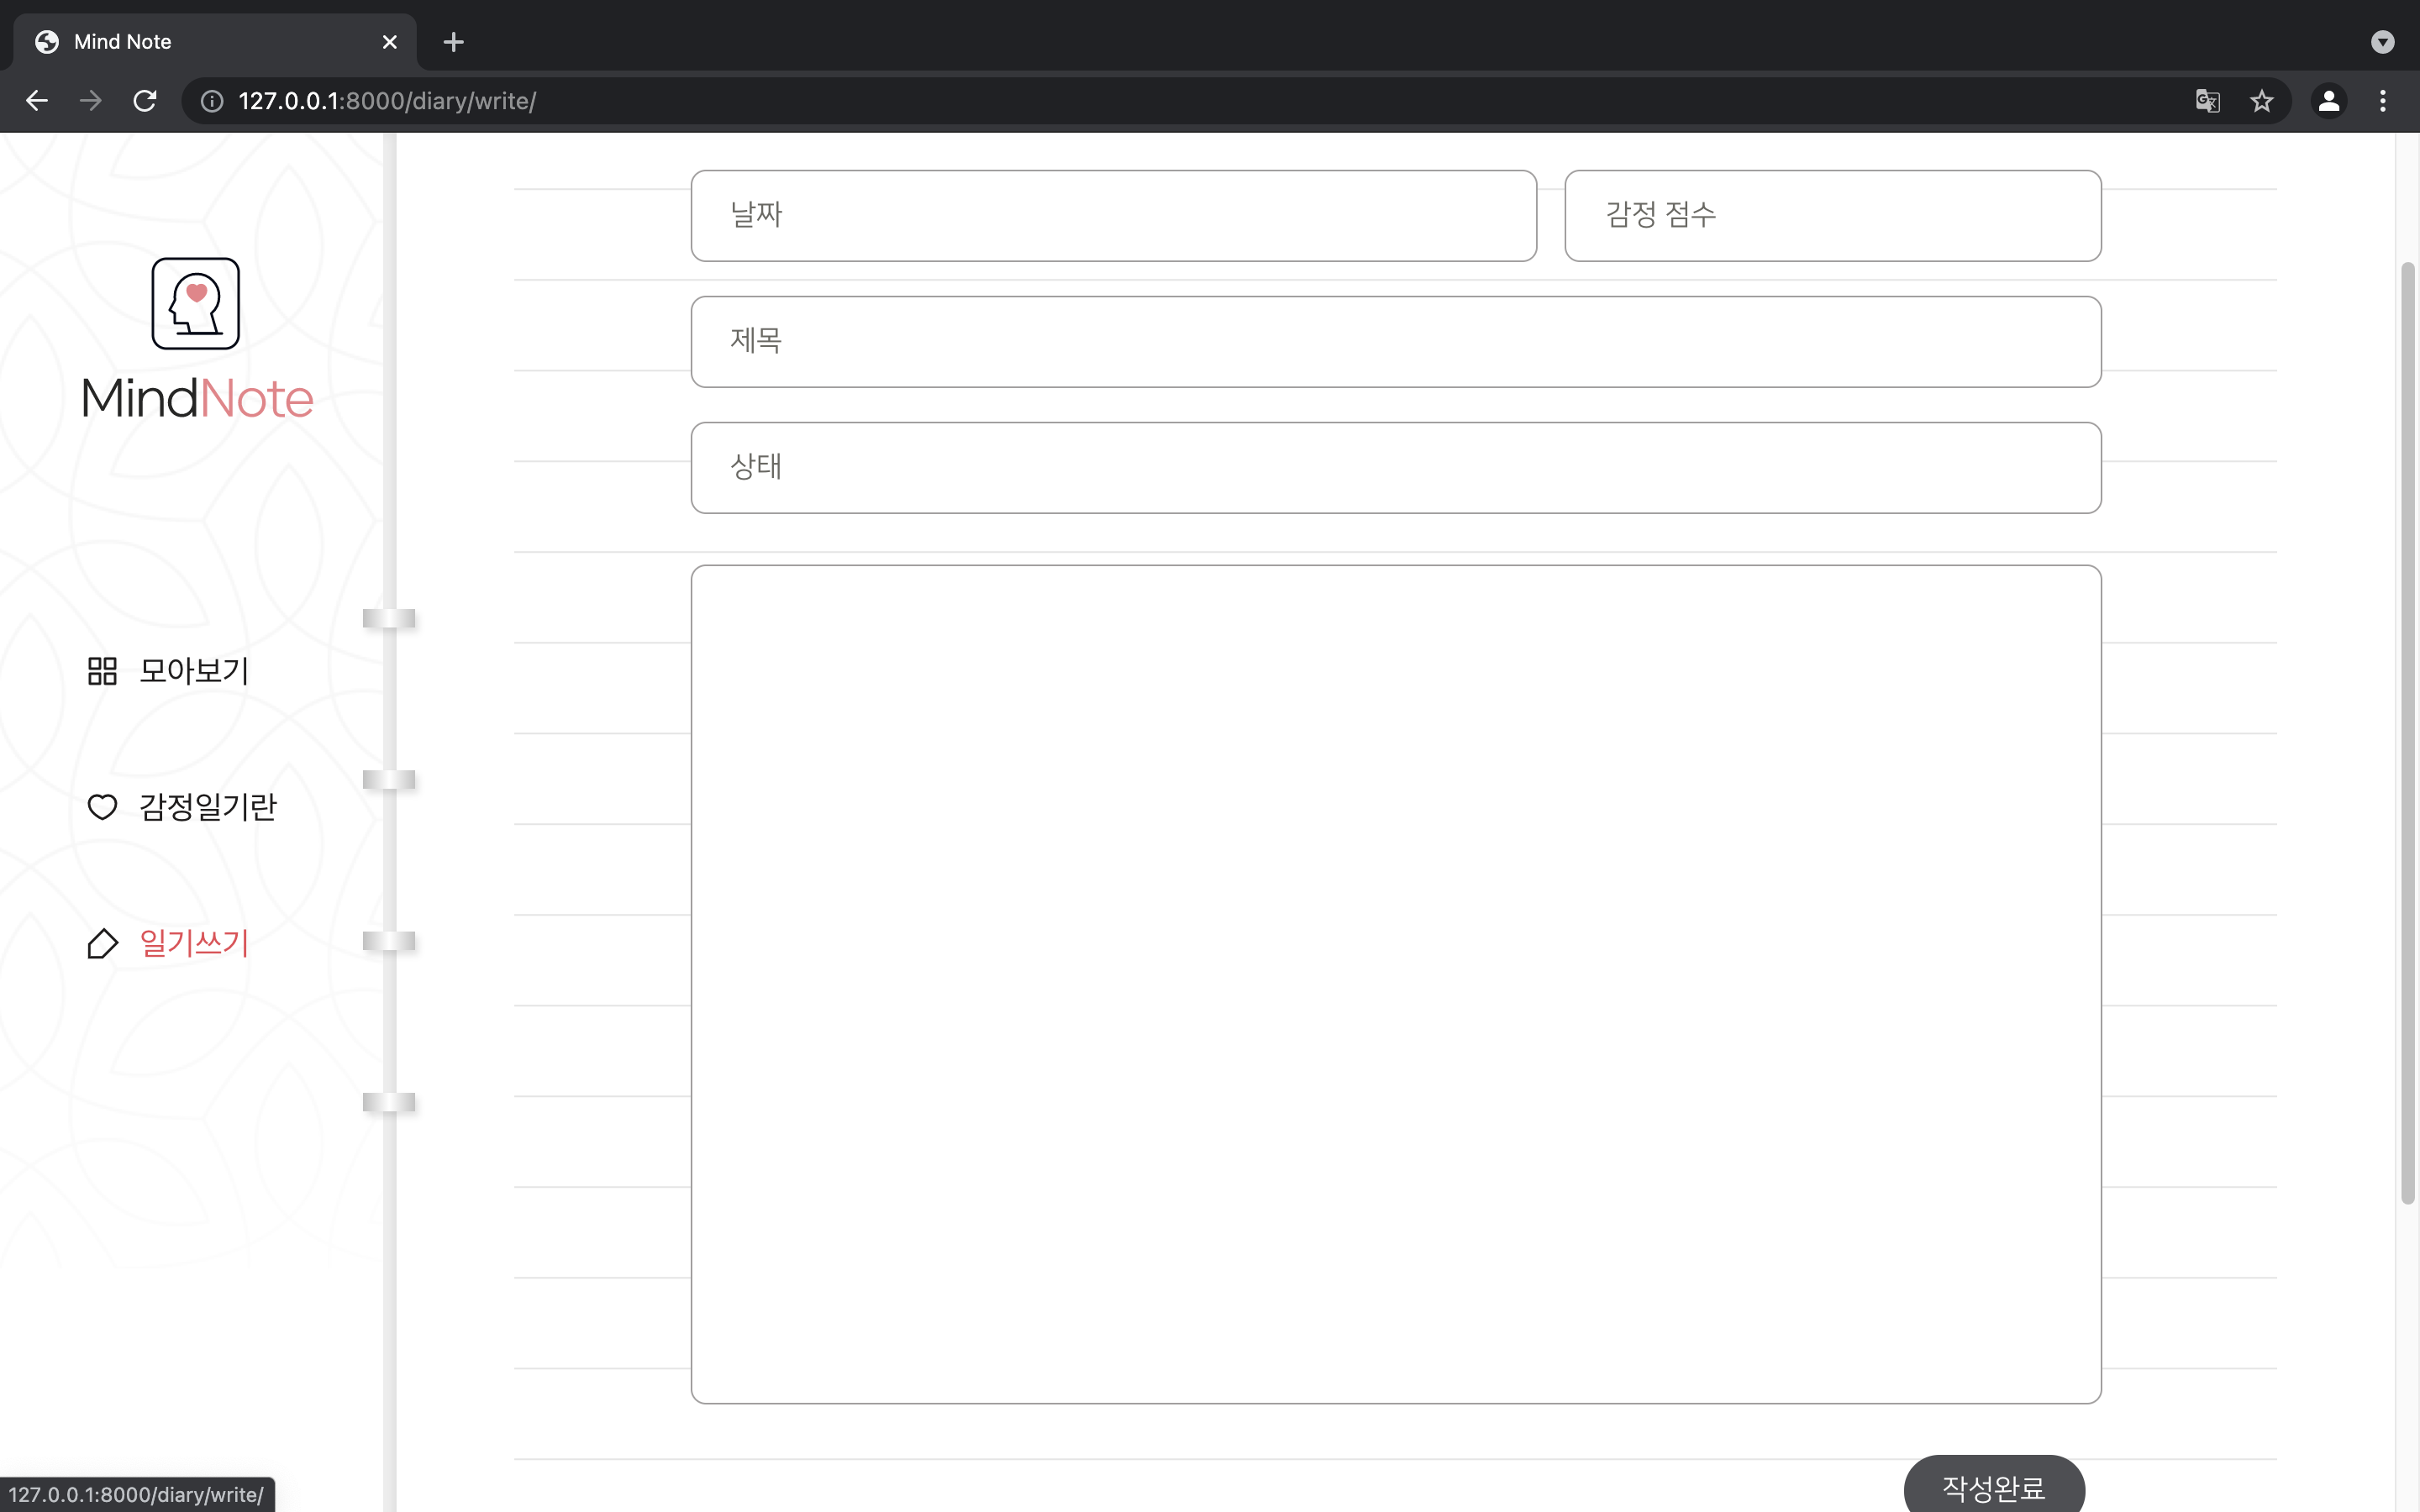 Mind Note
127.0.0.1:8000/diary/write/
MindNote
모아보기
감정일기란
일기쓰기
날짜
감정 점수
제목
상태
작성완료
127.0.0.1:8000/diary/write/